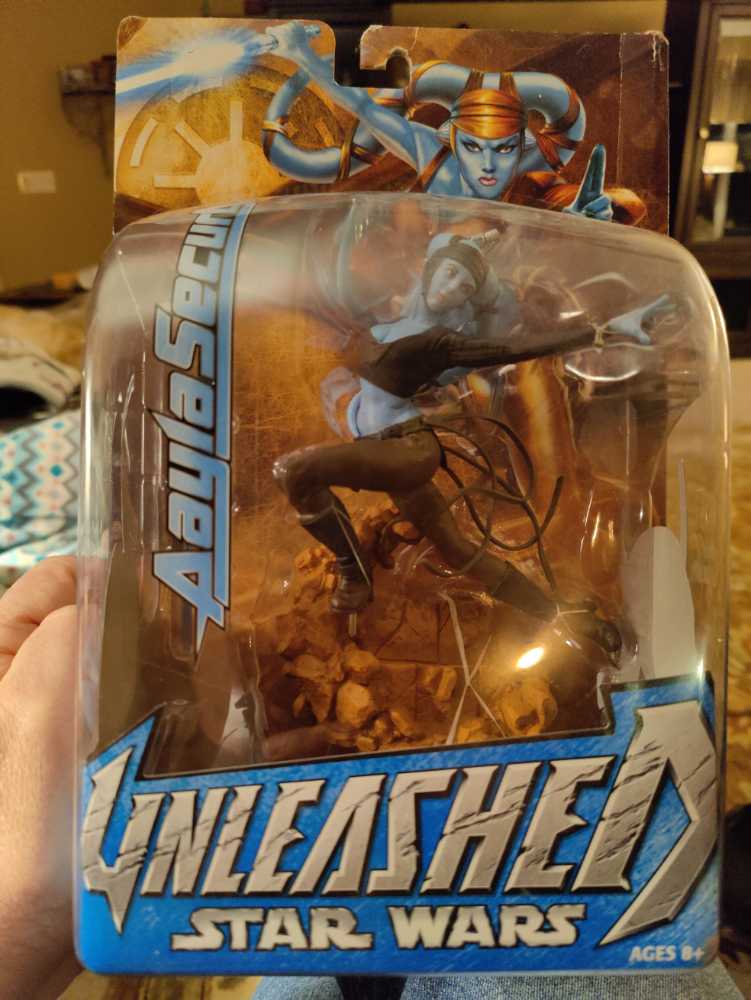 Aayla Secura
UNLEASHED
STAR WARS
AGES 8+